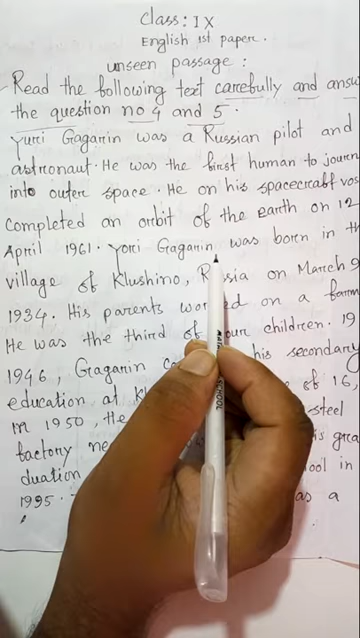 Class: IX
English 1st paper.
unseen passage:
Read the following text carefully and answ
the question no 4 and 5.
Yuri Gagarin was a Russian pilot and
astronaut. He was the first human to journ
into outer space. He on his spacecraft vos
completed an orbit of the earth on 12
April 1961. Yuri Gagarin was born in th
village of Klushino, R sia on March 9
1934. His parents wor ed on a farm
He was the third of our children.
1946, Gagarin his secondary
education at of 16,
in 1950, He steel
factory ne is gra
duation ool in
1995. as a